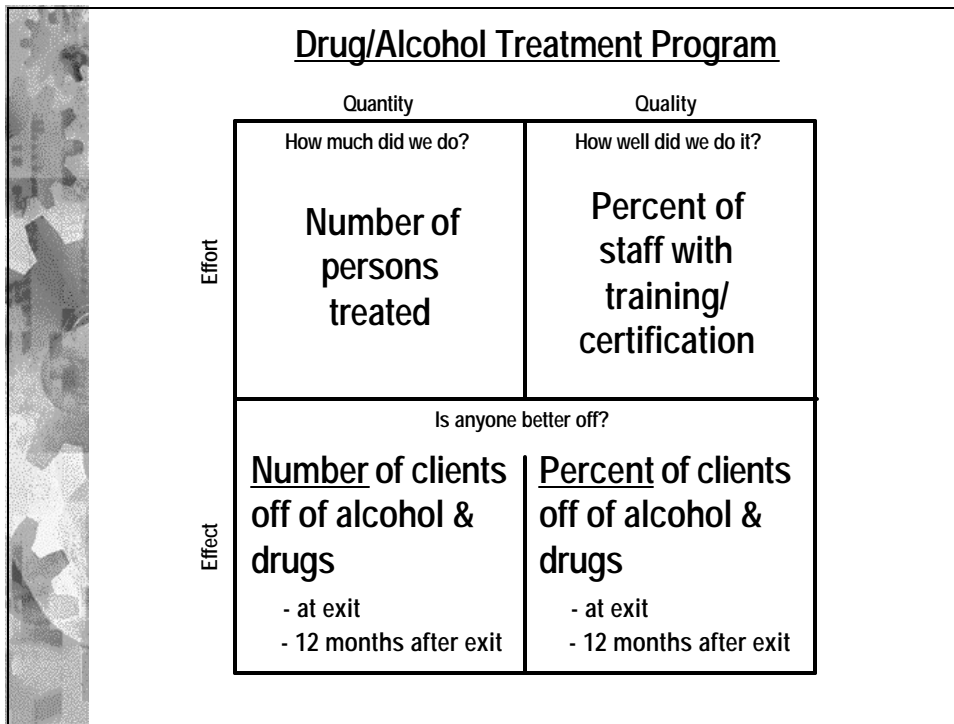 Drug/Alcohol Treatment Program
Quantity
Quality
How much did we do?
How well did we do it?
Effort
Number of
persons
treated
Percent of
staff with
training/
certification
Is anyone better off?
Effect
Number of clients
off of alcohol &
drugs
- at exit
- 12 months after exit
Percent of clients
off of alcohol &
drugs
- at exit
- 12 months after exit